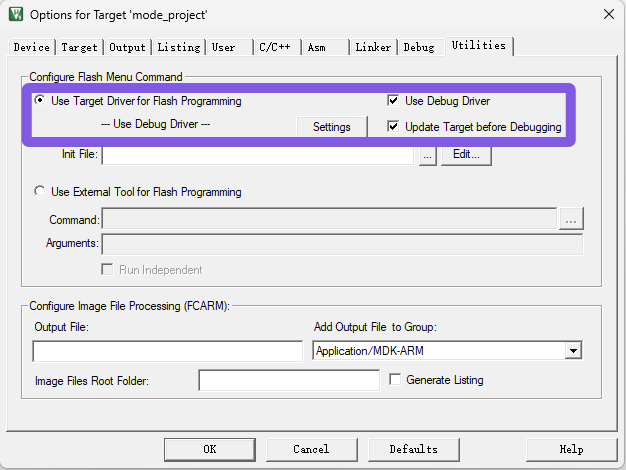 Options for Target 'mode_project'
Device Target Output Listing User C/C++ Asm Linker Debug Utilities
Configure Flash Menu Command
Use Target Driver for Flash Programming Use Debug Driver
--- Use Debug Driver --- Settings Update Target before Debugging
Init File: ... Edit...
Use External Tool for Flash Programming
Command: ...
Arguments:
Run Independent
Configure Image File Processing (FCARM):
Output File: Add Output File to Group:
Application/MDK-ARM
Image Files Root Folder: Generate Listing
OK Cancel Defaults Help